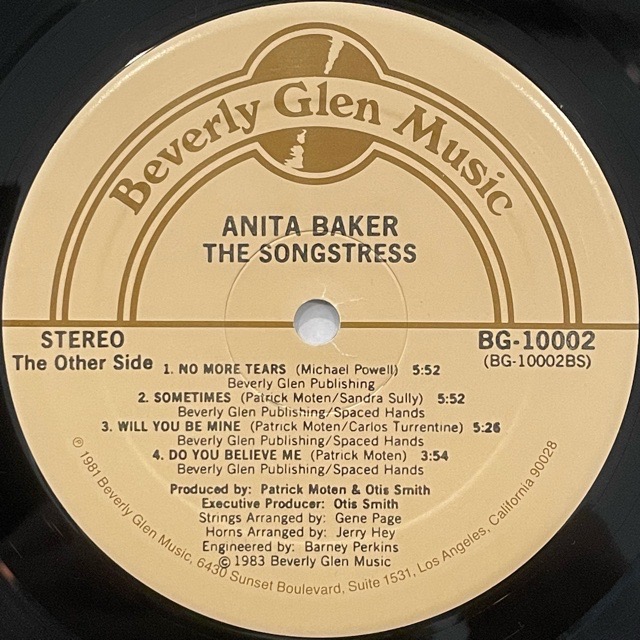 Beverly Glen Music
ANITA BAKER
THE SONGSTRESS
STEREO
The Other Side
BG-10002
(BG-10002BS)
1. NO MORE TEARS (Michael Powell) 5:52
Beverly Glen Publishing
2. SOMETIMES (Patrick Moten/Sandra Sully) 5:52
Beverly Glen Publishing/Spaced Hands
3. WILL YOU BE MINE (Patrick Moten/Carlos Turrentine) 5:26
Beverly Glen Publishing/Spaced Hands
4. DO YOU BELIEVE ME (Patrick Moten) 3:54
Beverly Glen Publishing/Spaced Hands
Produced by: Patrick Moten & Otis Smith
Executive Producer: Otis Smith
Strings Arranged by: Gene Page
Horns Arranged by: Jerry Hey
Engineered by: Barney Perkins
© 1983 Beverly Glen Music
℗ 1981 Beverly Glen Music, 6430 Sunset Boulevard, Suite 1531, Los Angeles, California 90028